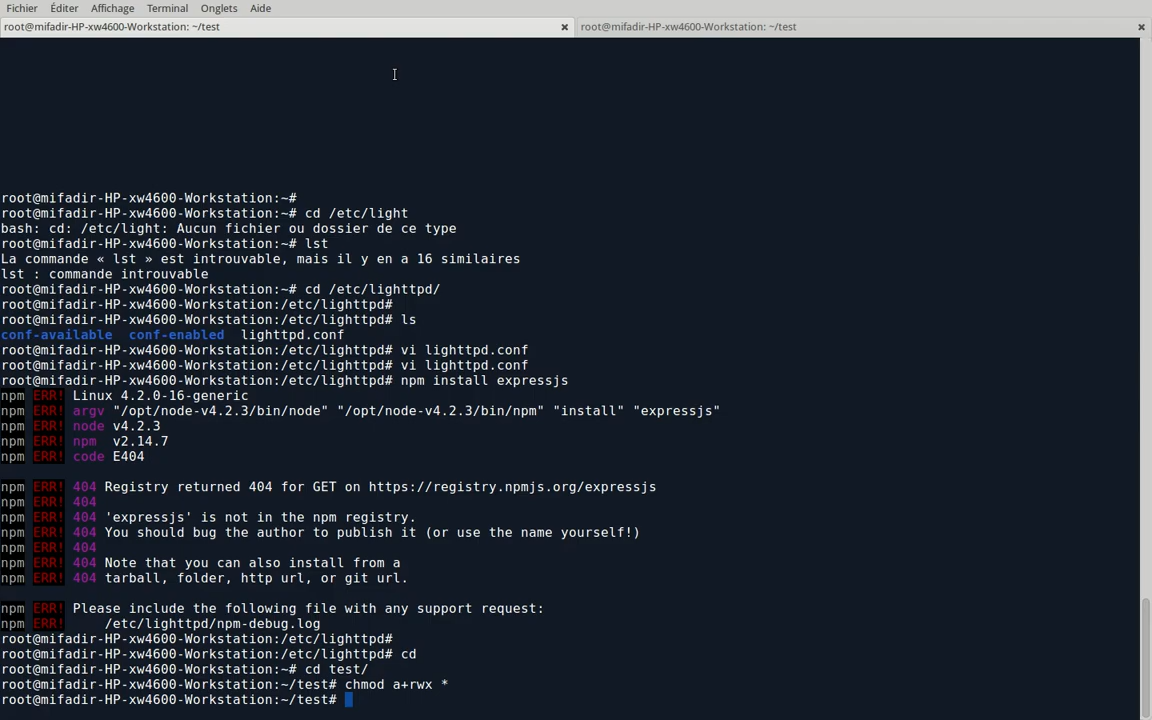 Fichier Éditer Affichage Terminal Onglets Aide
root@mifadir-HP-xw4600-Workstation: ~/test
root@mifadir-HP-xw4600-Workstation: ~/test
root@mifadir-HP-xw4600-Workstation:~#
root@mifadir-HP-xw4600-Workstation:~# cd /etc/light
bash: cd: /etc/light: Aucun fichier ou dossier de ce type
root@mifadir-HP-xw4600-Workstation:~# lst
La commande « lst » est introuvable, mais il y en a 16 similaires
lst : commande introuvable
root@mifadir-HP-xw4600-Workstation:~# cd /etc/lighttpd/
root@mifadir-HP-xw4600-Workstation:/etc/lighttpd#
root@mifadir-HP-xw4600-Workstation:/etc/lighttpd# ls
conf-available  conf-enabled  lighttpd.conf
root@mifadir-HP-xw4600-Workstation:/etc/lighttpd# vi lighttpd.conf
root@mifadir-HP-xw4600-Workstation:/etc/lighttpd# vi lighttpd.conf
root@mifadir-HP-xw4600-Workstation:/etc/lighttpd# npm install expressjs
npm ERR! Linux 4.2.0-16-generic
npm ERR! argv "/opt/node-v4.2.3/bin/node" "/opt/node-v4.2.3/bin/npm" "install" "expressjs"
npm ERR! node v4.2.3
npm ERR! npm  v2.14.7
npm ERR! code E404

npm ERR! 404 Registry returned 404 for GET on https://registry.npmjs.org/expressjs
npm ERR! 404
npm ERR! 404 'expressjs' is not in the npm registry.
npm ERR! 404 You should bug the author to publish it (or use the name yourself!)
npm ERR! 404
npm ERR! 404 Note that you can also install from a
npm ERR! 404 tarball, folder, http url, or git url.

npm ERR! Please include the following file with any support request:
npm ERR!     /etc/lighttpd/npm-debug.log
root@mifadir-HP-xw4600-Workstation:/etc/lighttpd#
root@mifadir-HP-xw4600-Workstation:/etc/lighttpd# cd
root@mifadir-HP-xw4600-Workstation:~# cd test/
root@mifadir-HP-xw4600-Workstation:~/test# chmod a+rwx *
root@mifadir-HP-xw4600-Workstation:~/test#